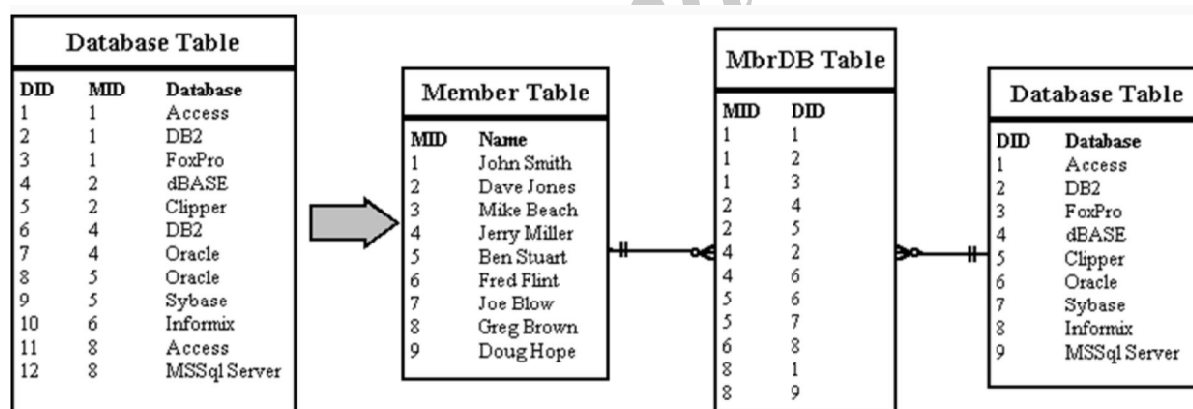 Database Table
DID MID Database
1 1 Access
2 1 DB2
3 1 FoxPro
4 2 dBASE
5 2 Clipper
6 4 DB2
7 4 Oracle
8 5 Oracle
9 5 Sybase
10 6 Informix
11 8 Access
12 8 MSSql Server
Member Table
MID Name
1 John Smith
2 Dave Jones
3 Mike Beach
4 Jerry Miller
5 Ben Stuart
6 Fred Flint
7 Joe Blow
8 Greg Brown
9 Doug Hope
MbrDB Table
MID DID
1 1
1 2
1 3
2 4
2 5
4 2
4 6
5 6
5 7
6 8
8 1
8 9
Database Table
DID Database
1 Access
2 DB2
3 FoxPro
4 dBASE
5 Clipper
6 Oracle
7 Sybase
8 Informix
9 MSSql Server